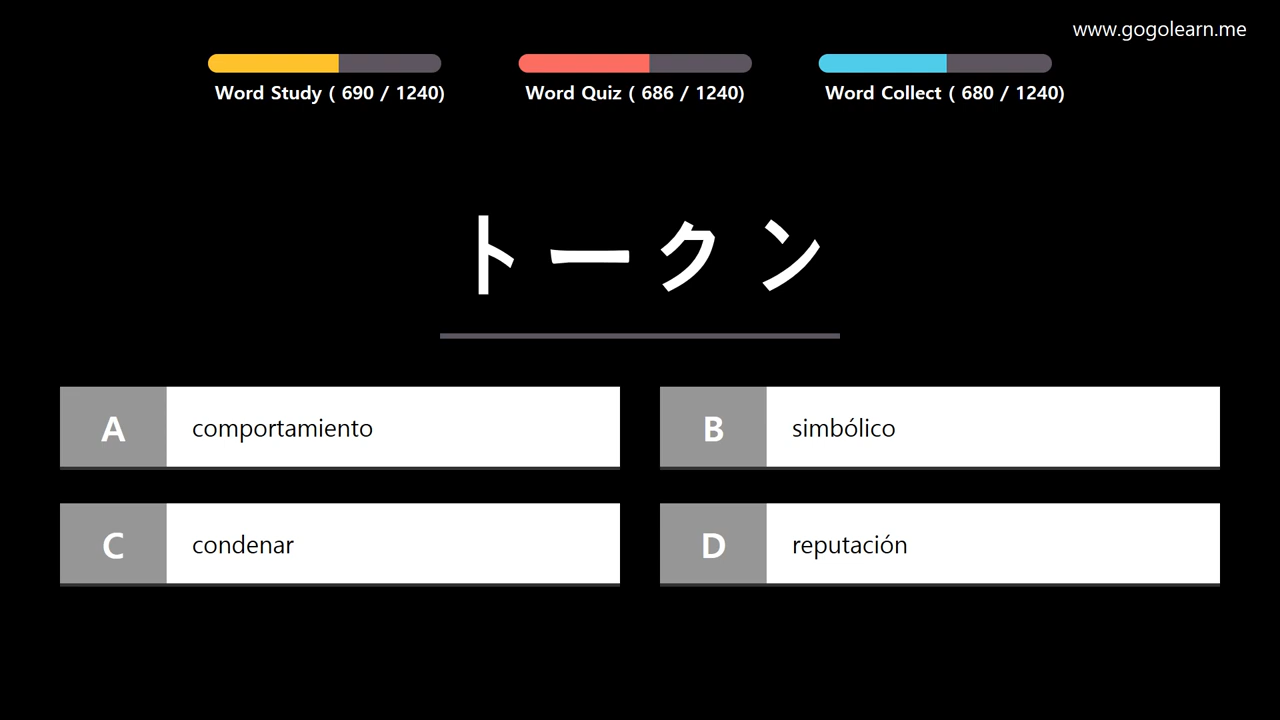 www.gogolearn.me
Word Study ( 690 / 1240)
Word Quiz ( 686 / 1240)
Word Collect ( 680 / 1240)
トークン
A comportamiento
B simbólico
C condenar
D reputación